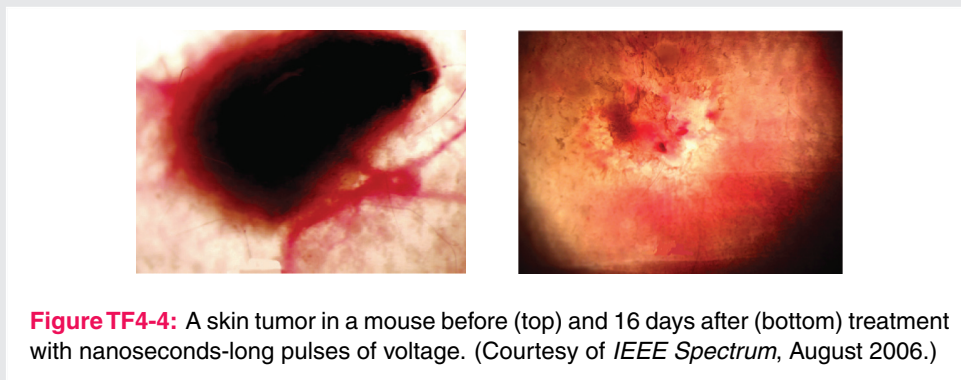 Figure TF4-4: A skin tumor in a mouse before (top) and 16 days after (bottom) treatment
with nanoseconds-long pulses of voltage. (Courtesy of IEEE Spectrum, August 2006.)